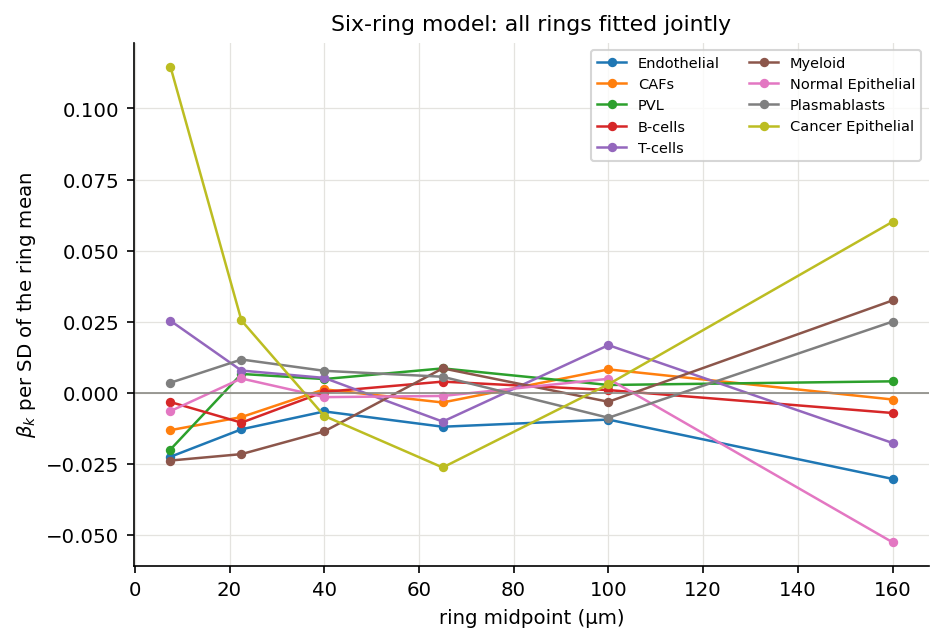 Six-ring model: all rings fitted jointly
Endothelial
CAFs
PVL
B-cells
T-cells
Myeloid
Normal Epithelial
Plasmablasts
Cancer Epithelial
0.100
0.075
0.050
0.025
0.000
−0.025
−0.050
βk per SD of the ring mean
0 20 40 60 80 100 120 140 160
ring midpoint (μm)